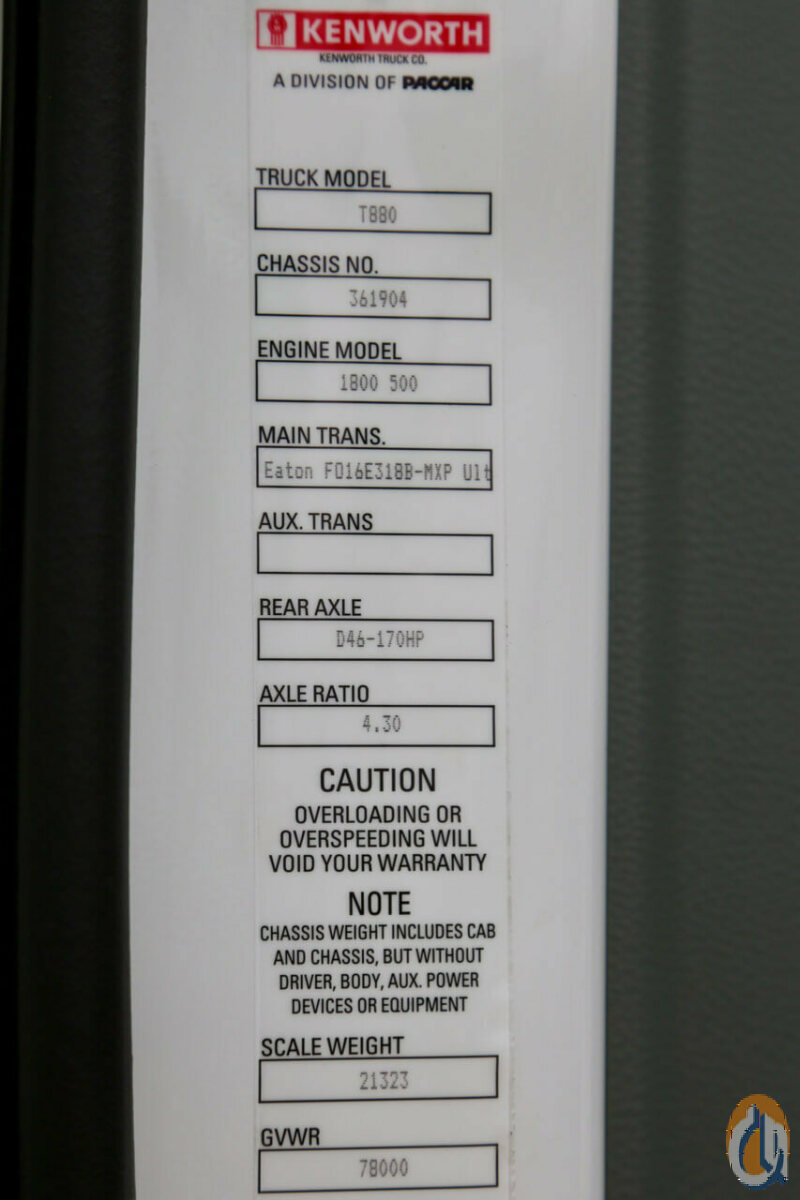 KENWORTH
KENWORTH TRUCK CO.
A DIVISION OF PACCAR
TRUCK MODEL
T880
CHASSIS NO.
361904
ENGINE MODEL
1800 500
MAIN TRANS.
Eaton FO16E318B-MXP Ult
AUX. TRANS
REAR AXLE
D46-170HP
AXLE RATIO
4.30
CAUTION
OVERLOADING OR
OVERSPEEDING WILL
VOID YOUR WARRANTY
NOTE
CHASSIS WEIGHT INCLUDES CAB
AND CHASSIS, BUT WITHOUT
DRIVER, BODY, AUX. POWER
DEVICES OR EQUIPMENT
SCALE WEIGHT
21323
GVWR
78000